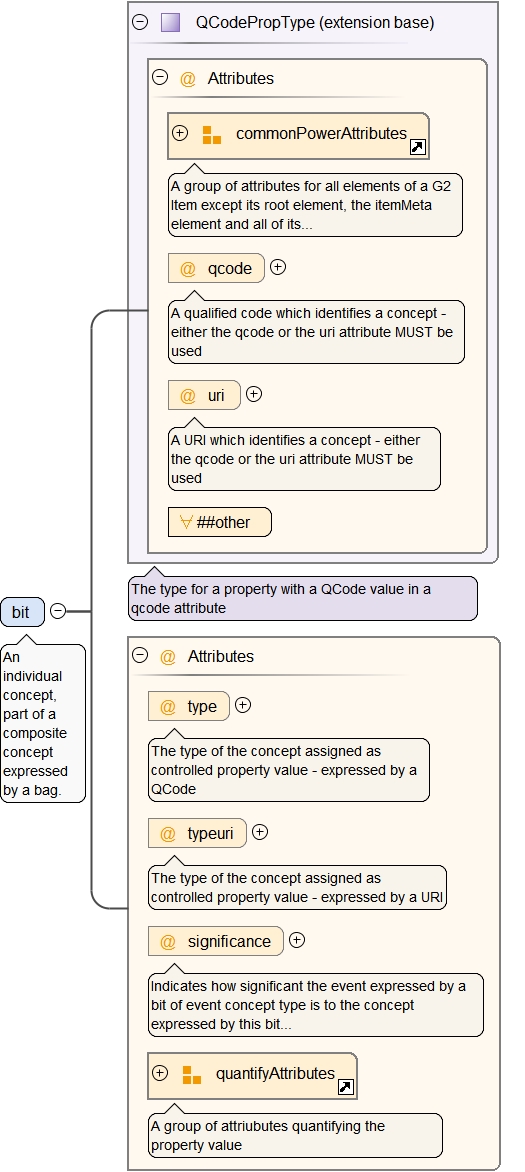 QCodePropType (extension base)
@ Attributes
commonPowerAttributes
A group of attributes for all elements of a G2
Item except its root element, the itemMeta
element and all of its...
@ qcode
A qualified code which identifies a concept -
either the qcode or the uri attribute MUST be
used
@ uri
A URI which identifies a concept - either
the qcode or the uri attribute MUST be
used
##other
The type for a property with a QCode value in a
qcode attribute
bit
An
individual
concept,
part of a
composite
concept
expressed
by a bag.
@ Attributes
@ type
The type of the concept assigned as
controlled property value - expressed by a
QCode
@ typeuri
The type of the concept assigned as
controlled property value - expressed by a URI
@ significance
Indicates how significant the event expressed by a
bit of event concept type is to the concept
expressed by this bit...
quantifyAttributes
A group of attriubutes quantifying the
property value